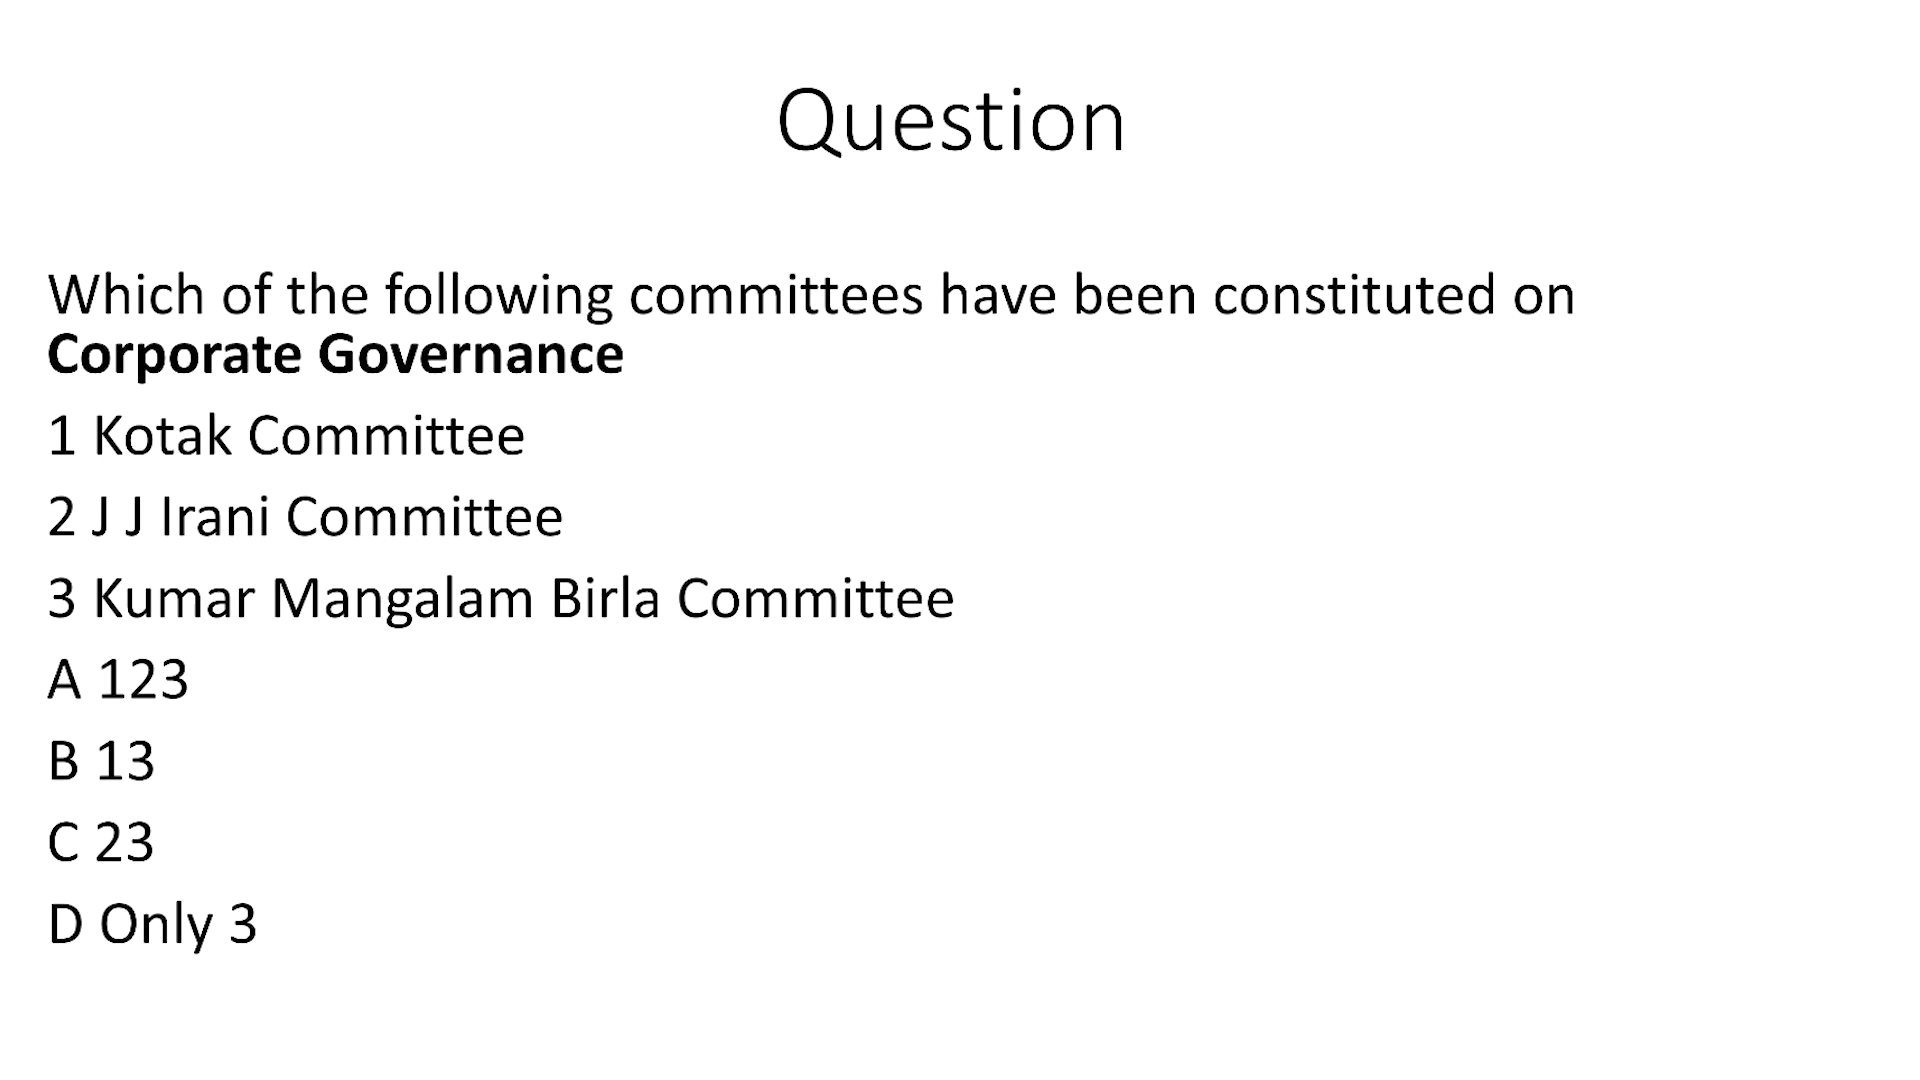 Question
Which of the following committees have been constituted on
Corporate Governance
1 Kotak Committee
2 J J Irani Committee
3 Kumar Mangalam Birla Committee
A 123
B 13
C 23
D Only 3